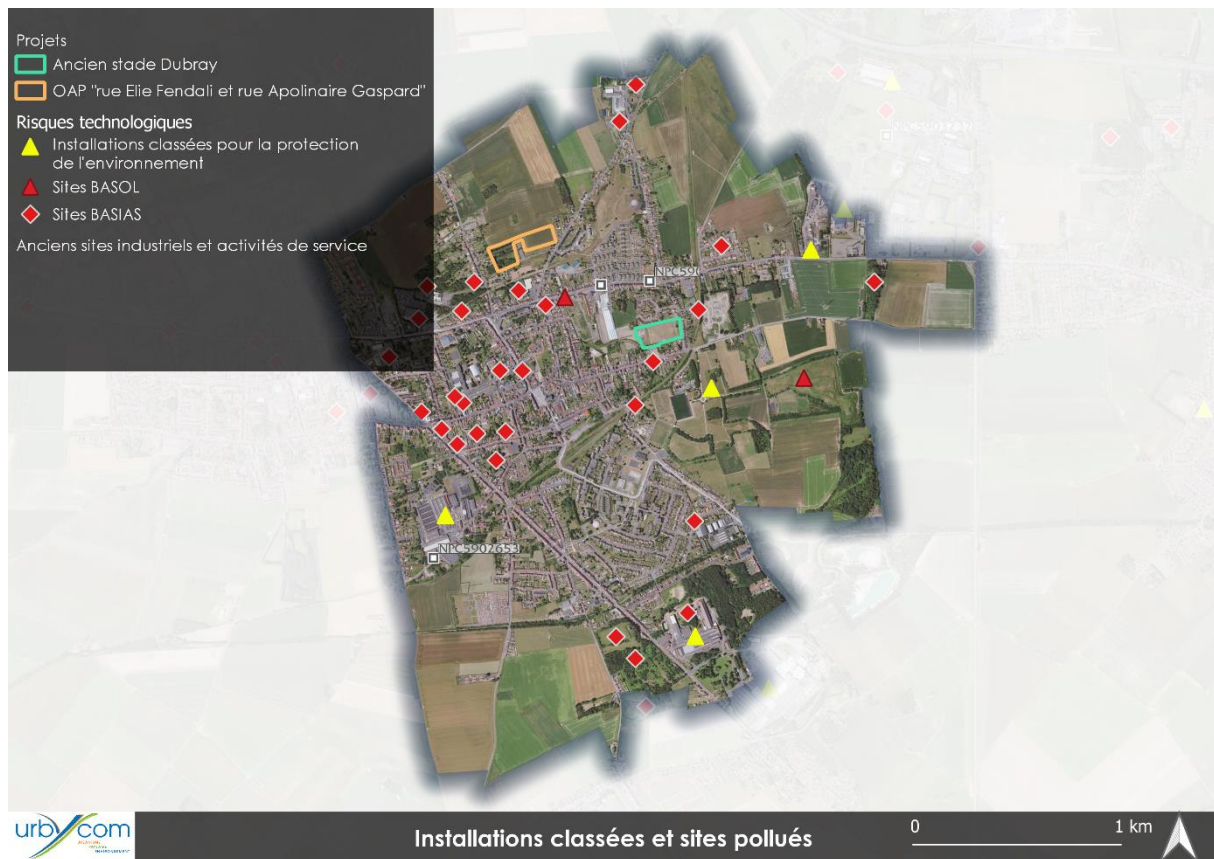 Projets
Ancien stade Dubray
OAP "rue Elie Fendali et rue Apolinaire Gaspard"
Risques technologiques
Installations classées pour la protection
de l'environnement
Sites BASOL
Sites BASIAS
Anciens sites industriels et activités de service
NPC590
NPC5902653
urbycom
ENVIRONNEMENT
Installations classées et sites pollués
0
1 km